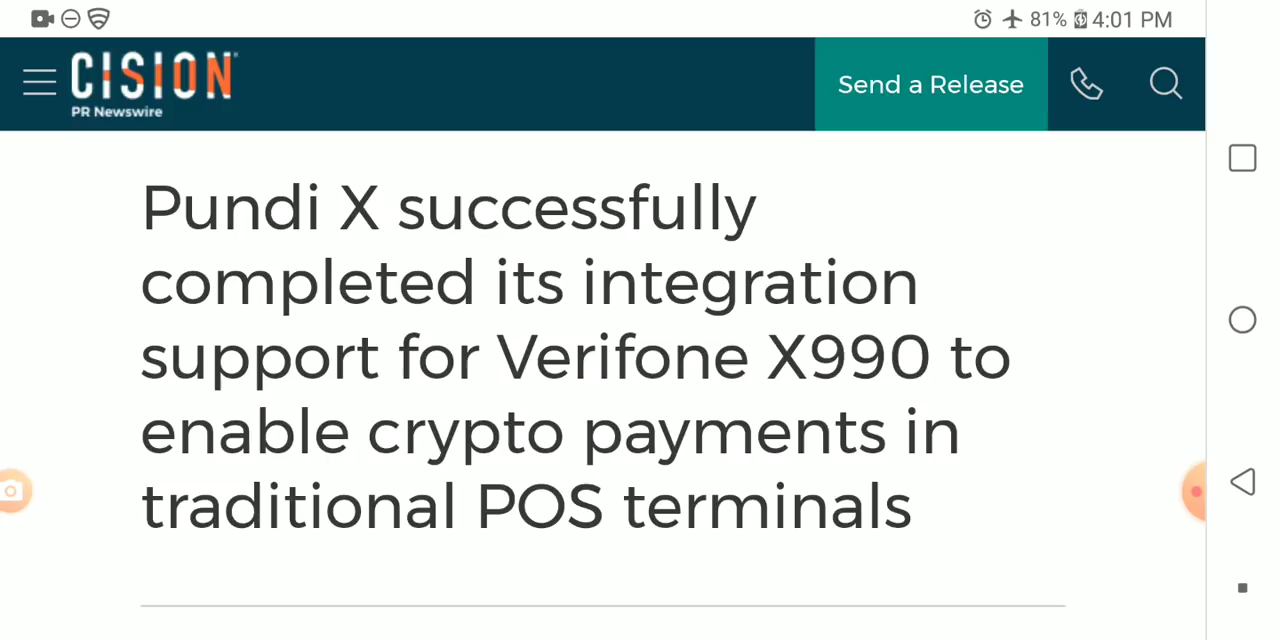 81% 4:01 PM
CISION
PR Newswire
Send a Release
Pundi X successfully
completed its integration
support for Verifone X990 to
enable crypto payments in
traditional POS terminals